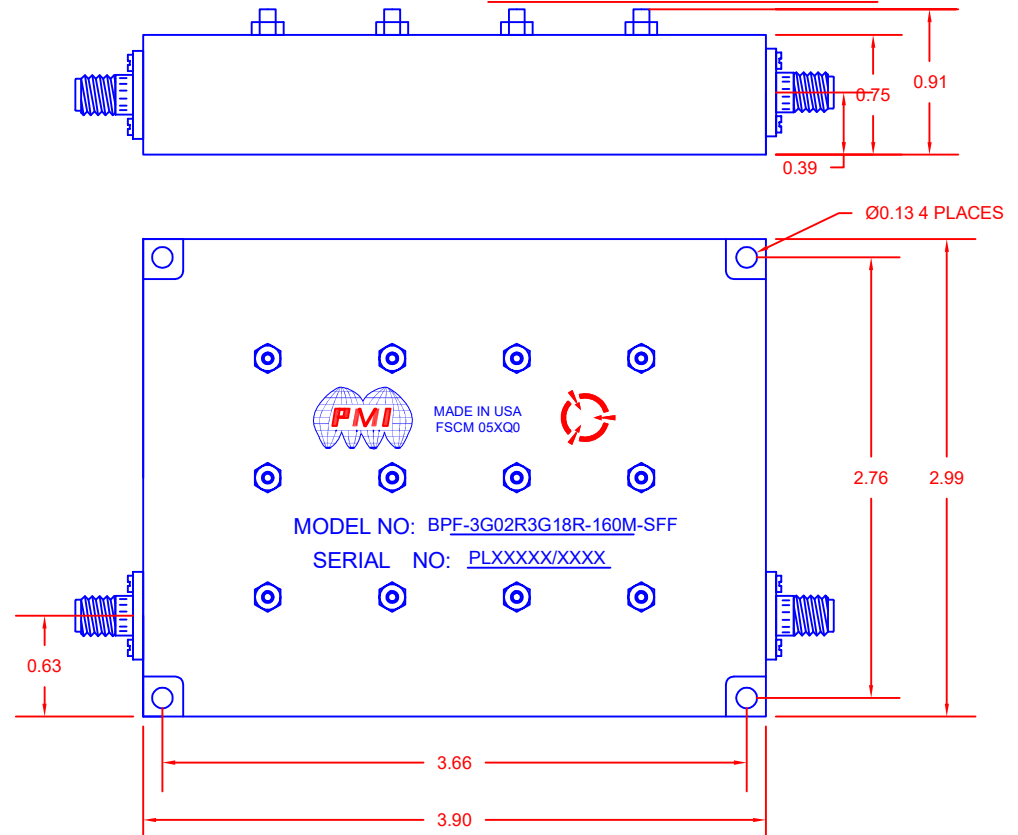 0.91
0.75
0.39
Ø0.13 4 PLACES
PMI
MADE IN USA
FSCM 05XQ0
2.76
2.99
MODEL NO: BPF-3G02R3G18R-160M-SFF
SERIAL NO: PLXXXXX/XXXX
0.63
3.66
3.90